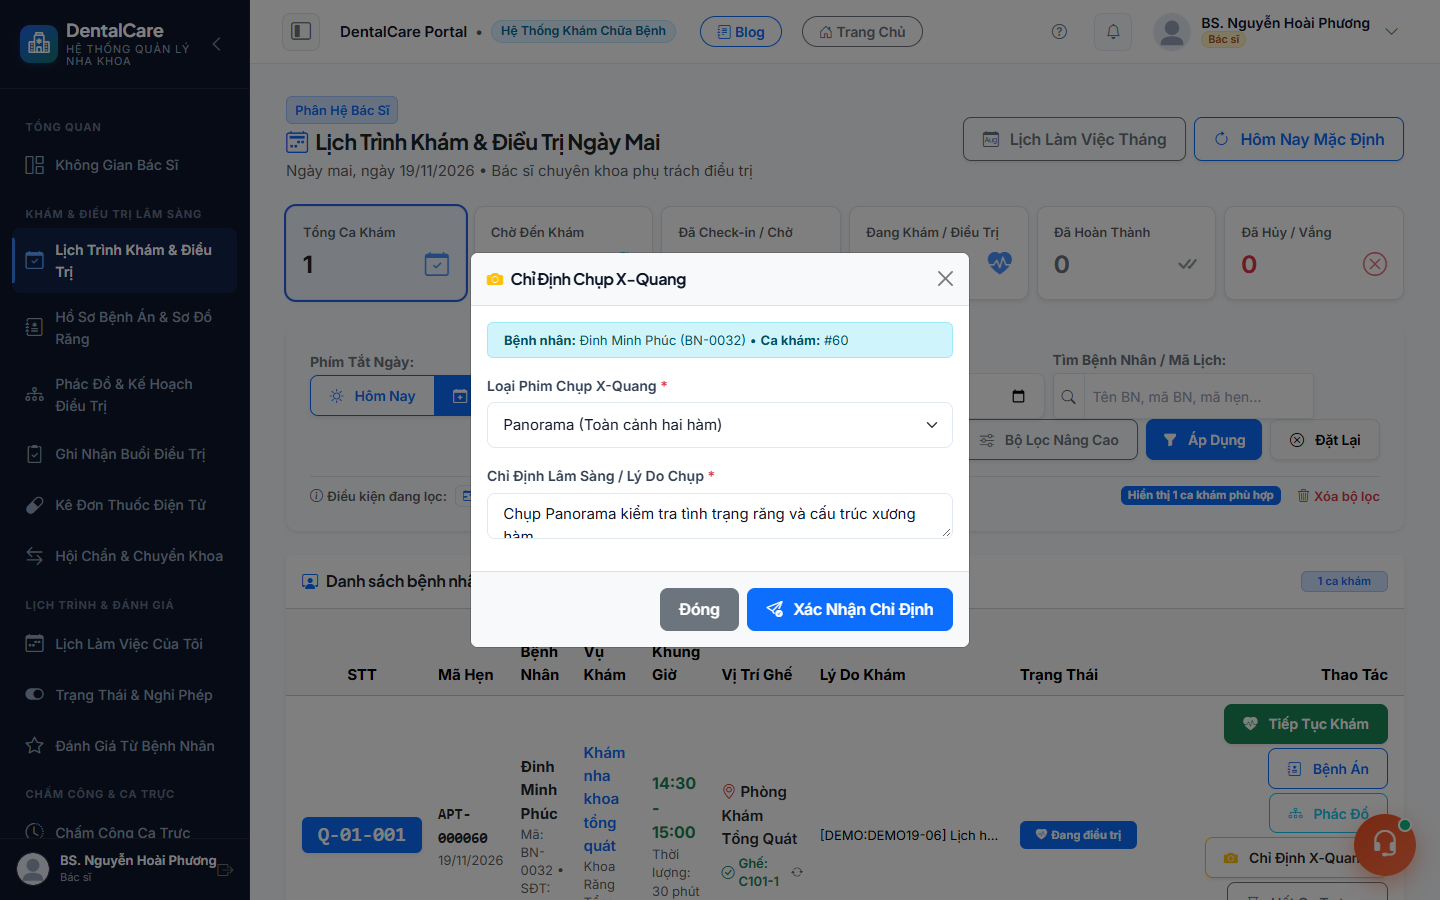 DentalCare
HỆ THỐNG QUẢN LÝ
NHA KHOA
DentalCare Portal • Hệ Thống Khám Chữa Bệnh
Blog
Trang Chủ
BS. Nguyễn Hoài Phương
Bác sĩ
TỔNG QUAN
Không Gian Bác Sĩ
KHÁM & ĐIỀU TRỊ LÂM SÀNG
Lịch Trình Khám & Điều
Trị
Hồ Sơ Bệnh Án & Sơ Đồ
Răng
Phác Đồ & Kế Hoạch
Điều Trị
Ghi Nhận Buổi Điều Trị
Kê Đơn Thuốc Điện Tử
Hội Chẩn & Chuyển Khoa
LỊCH TRÌNH & ĐÁNH GIÁ
Lịch Làm Việc Của Tôi
Trạng Thái & Nghỉ Phép
Đánh Giá Từ Bệnh Nhân
CHẤM CÔNG & CA TRỰC
Chấm Công Ca Trực
BS. Nguyễn Hoài Phương
Bác sĩ
Phân Hệ Bác Sĩ
Lịch Trình Khám & Điều Trị Ngày Mai
Ngày mai, ngày 19/11/2026 • Bác sĩ chuyên khoa phụ trách điều trị
Aug
Lịch Làm Việc Tháng
Hôm Nay Mặc Định
Tổng Ca Khám
1
Chờ Đến Khám
Đã Check-in / Chờ
Đang Khám / Điều Trị
Đã Hoàn Thành
0
Đã Hủy / Vắng
0
Phím Tắt Ngày:
Hôm Nay
Tìm Bệnh Nhân / Mã Lịch:
Tên BN, mã BN, mã hẹn...
Bộ Lọc Nâng Cao
Áp Dụng
Đặt Lại
Điều kiện đang lọc:
Hiển thị 1 ca khám phù hợp
Xóa bộ lọc
Chỉ Định Chụp X-Quang
Bệnh nhân: Đinh Minh Phúc (BN-0032) • Ca khám: #60
Loại Phim Chụp X-Quang *
Panorama (Toàn cảnh hai hàm)
Chỉ Định Lâm Sàng / Lý Do Chụp *
Chụp Panorama kiểm tra tình trạng răng và cấu trúc xương
hàm
Đóng
Xác Nhận Chỉ Định
Danh sách bệnh nhâ
1 ca khám
STT
Mã Hẹn
Bệnh
Nhân
Vụ
Khám
Khung
Giờ
Vị Trí Ghế
Lý Do Khám
Trạng Thái
Thao Tác
Q-01-001
APT-
000060
19/11/2026
Đinh
Minh
Phúc
Mã:
BN-
0032 •
SĐT:
Khám
nha
khoa
tổng
quát
Khoa
Răng
14:30
-
15:00
Thời
lượng:
30 phút
Phòng
Khám
Tổng Quát
Ghế:
C101-1
[DEMO:DEMO19-06] Lịch h...
Đang điều trị
Tiếp Tục Khám
Bệnh Án
Phác Đồ
Chỉ Định X-Quan